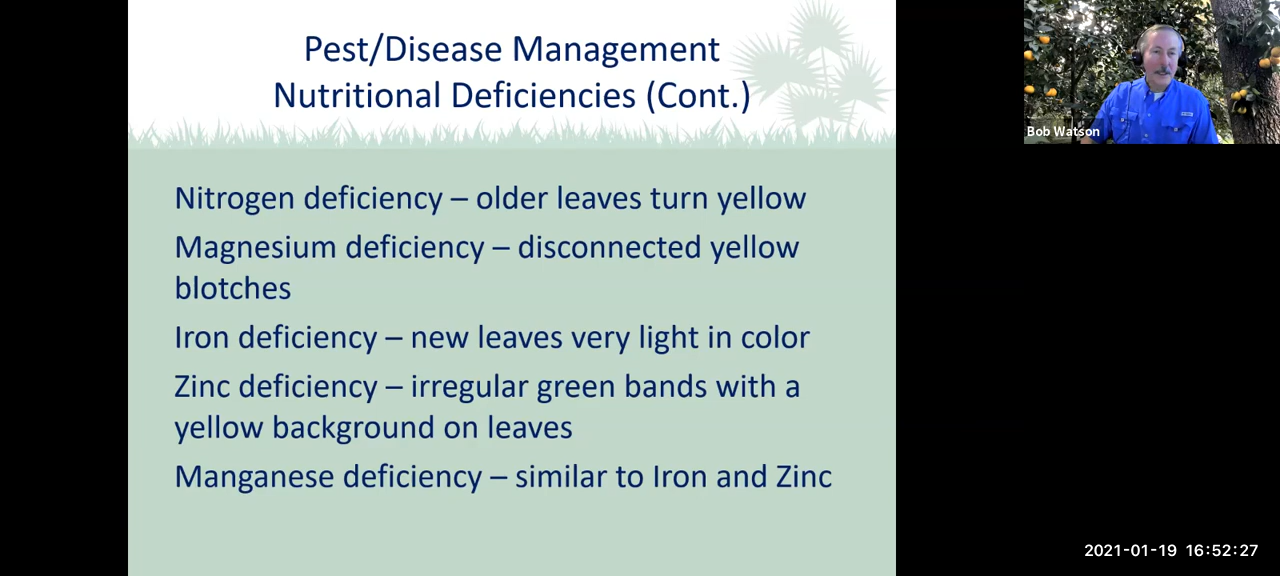 Pest/Disease Management
Nutritional Deficiencies (Cont.)
Bob Watson
Nitrogen deficiency – older leaves turn yellow
Magnesium deficiency – disconnected yellow
blotches
Iron deficiency – new leaves very light in color
Zinc deficiency – irregular green bands with a
yellow background on leaves
Manganese deficiency – similar to Iron and Zinc
2021-01-19 16:52:27